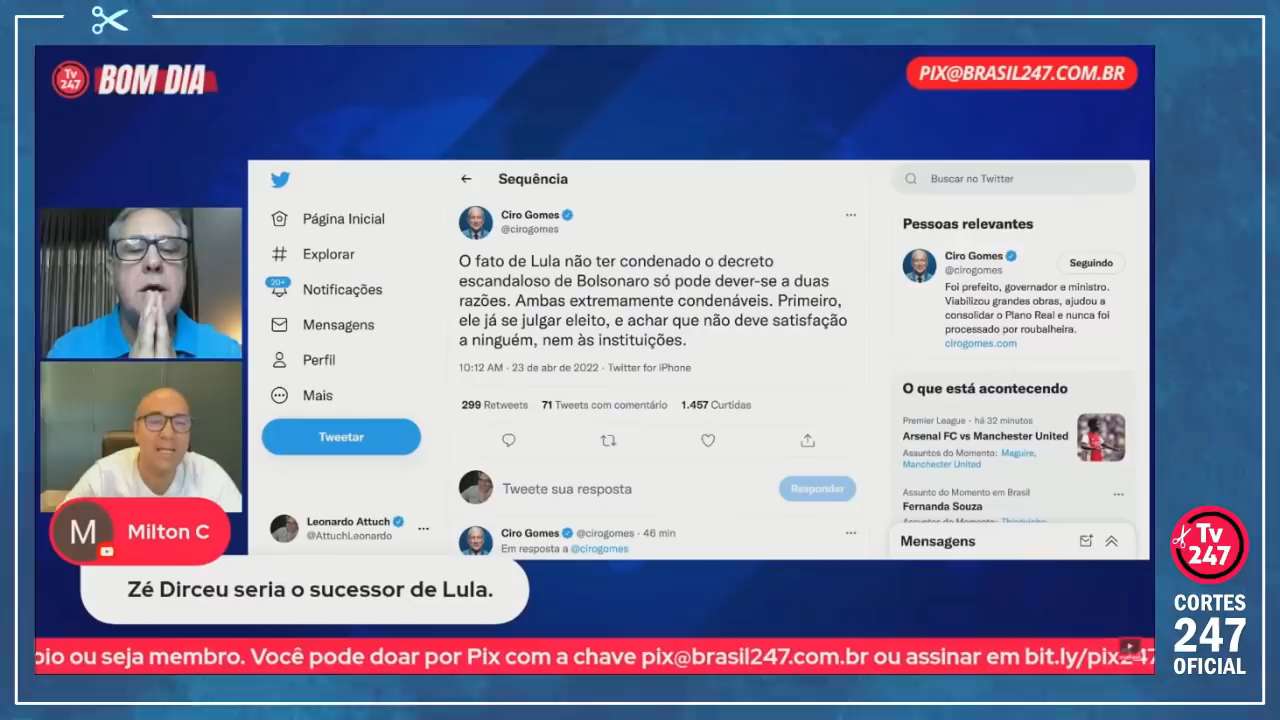 Tv 247
BOM DIA
PIX@BRASIL247.COM.BR
Página Inicial
Explorar
20+
Notificações
Mensagens
Perfil
Mais
Tweetar
Leonardo Attuch
@AttuchLeonardo
Sequência
Ciro Gomes
@cirogomes
O fato de Lula não ter condenado o decreto
escandaloso de Bolsonaro só pode dever-se a duas
razões. Ambas extremamente condenáveis. Primeiro,
ele já se julgar eleito, e achar que não deve satisfação
a ninguém, nem às instituições.
10:12 AM · 23 de abr de 2022 · Twitter for iPhone
299 Retweets 71 Tweets com comentário 1.457 Curtidas
Tweete sua resposta
Responder
Ciro Gomes @cirogomes · 46 min
Em resposta a @cirogomes
Buscar no Twitter
Pessoas relevantes
Ciro Gomes
@cirogomes
Seguindo
Foi prefeito, governador e ministro.
Viabilizou grandes obras, ajudou a
consolidar o Plano Real e nunca foi
processado por roubalheira.
cirogomes.com
O que está acontecendo
Premier League · há 32 minutos
Arsenal FC vs Manchester United
Assuntos do Momento: Maguire,
Manchester United
Assunto do Momento em Brasil
Fernanda Souza
Assuntos do Momento: Thiaguinho
Mensagens
M
Milton C
Zé Dirceu seria o sucessor de Lula.
oio ou seja membro. Você pode doar por Pix com a chave pix@brasil247.com.br ou assinar em bit.ly/pix247
Tv
247
CORTES
247
OFICIAL